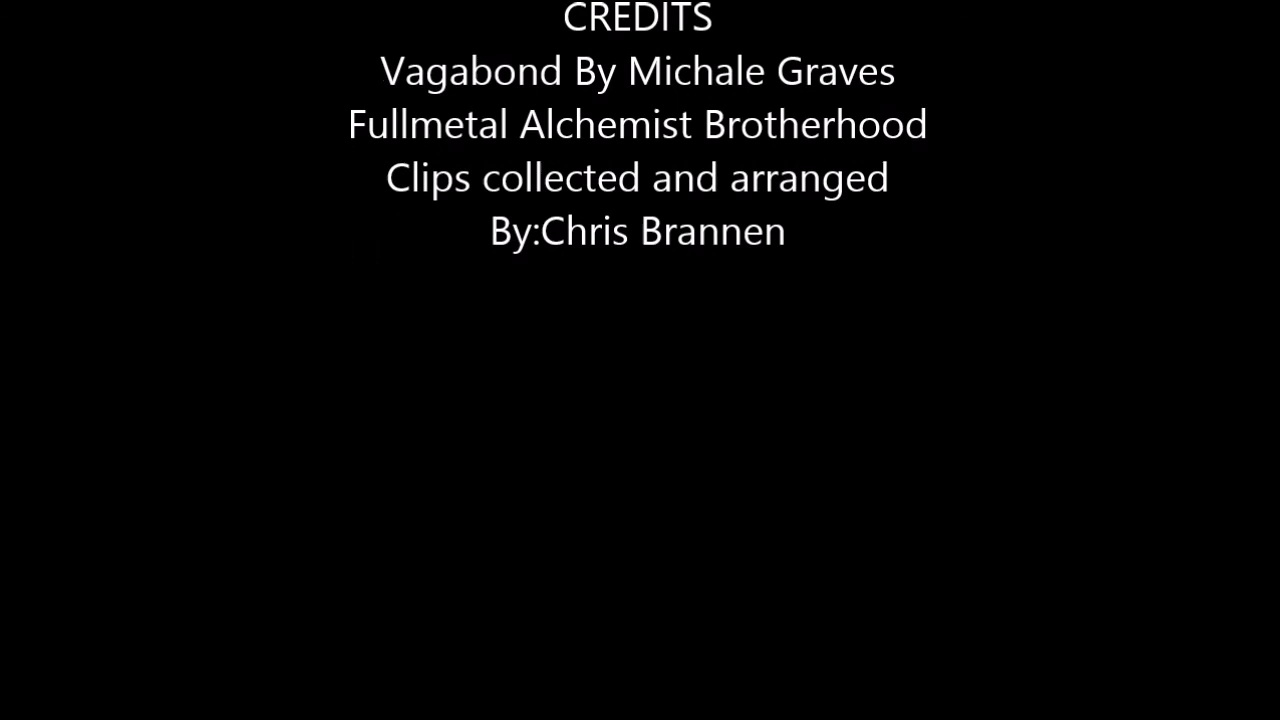 CREDITS
Vagabond By Michale Graves
Fullmetal Alchemist Brotherhood
Clips collected and arranged
By:Chris Brannen